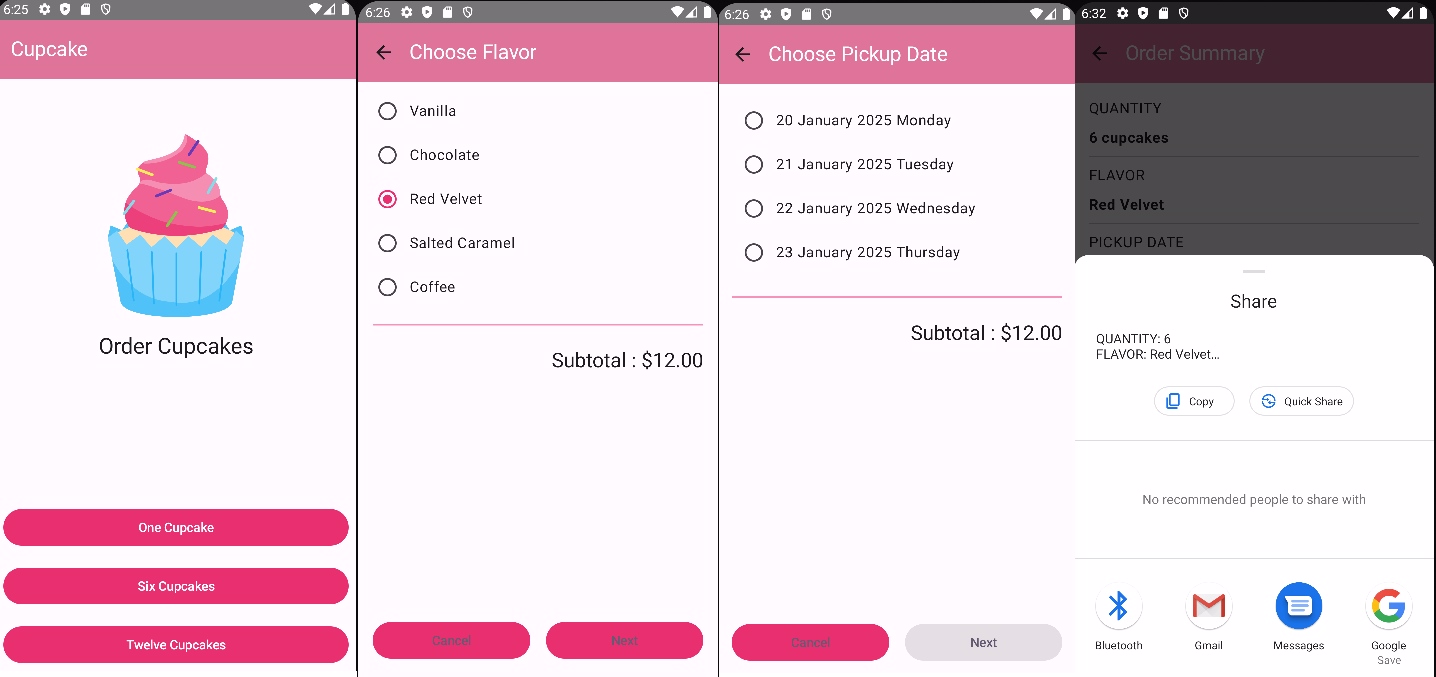 6:25
Cupcake
Order Cupcakes
One Cupcake
Six Cupcakes
Twelve Cupcakes
6:26
Choose Flavor
Vanilla
Chocolate
Red Velvet
Salted Caramel
Coffee
Subtotal : $12.00
Cancel Next
6:26
Choose Pickup Date
20 January 2025 Monday
21 January 2025 Tuesday
22 January 2025 Wednesday
23 January 2025 Thursday
Subtotal : $12.00
Cancel Next
6:32
Order Summary
QUANTITY
6 cupcakes
FLAVOR
Red Velvet
PICKUP DATE
Share
QUANTITY: 6
FLAVOR: Red Velvet...
Copy Quick Share
No recommended people to share with
Bluetooth Gmail Messages Google
Save